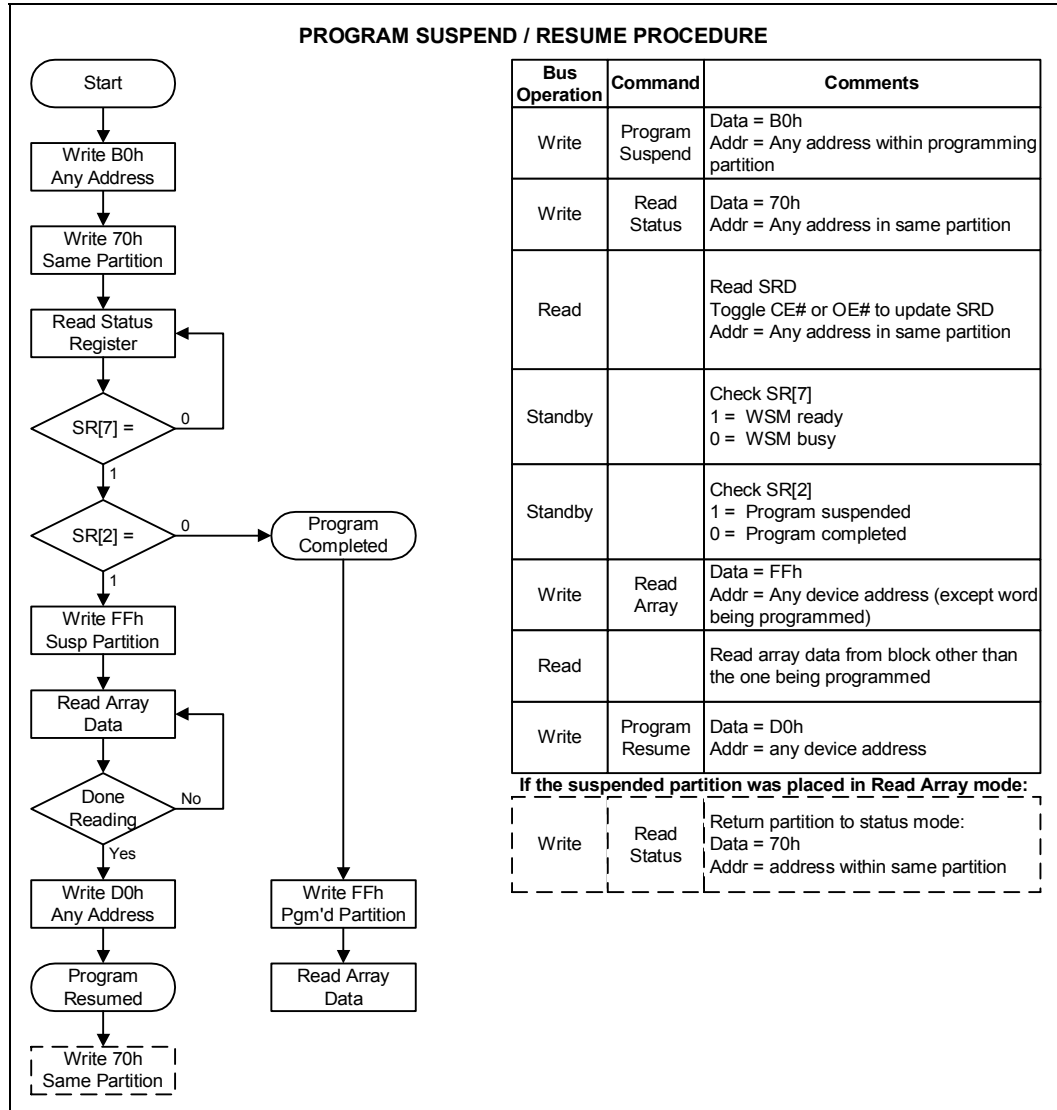 PROGRAM SUSPEND / RESUME PROCEDURE
Start
Write B0h
Any Address
Write 70h
Same Partition
Read Status
Register
SR[7] =
0
1
SR[2] =
0
1
Program
Completed
Write FFh
Susp Partition
Read Array
Data
Done
Reading
No
Yes
Write D0h
Any Address
Program
Resumed
Write 70h
Same Partition
Write FFh
Pgm'd Partition
Read Array
Data
Bus
Operation
Command
Comments
Write
Program
Suspend
Data = B0h
Addr = Any address within programming
partition
Write
Read
Status
Data = 70h
Addr = Any address in same partition
Read
Read SRD
Toggle CE# or OE# to update SRD
Addr = Any address in same partition
Standby
Check SR[7]
1 = WSM ready
0 = WSM busy
Standby
Check SR[2]
1 = Program suspended
0 = Program completed
Write
Read
Array
Data = FFh
Addr = Any device address (except word
being programmed)
Read
Read array data from block other than
the one being programmed
Write
Program
Resume
Data = D0h
Addr = any device address
If the suspended partition was placed in Read Array mode:
Write
Read
Status
Return partition to status mode:
Data = 70h
Addr = address within same partition